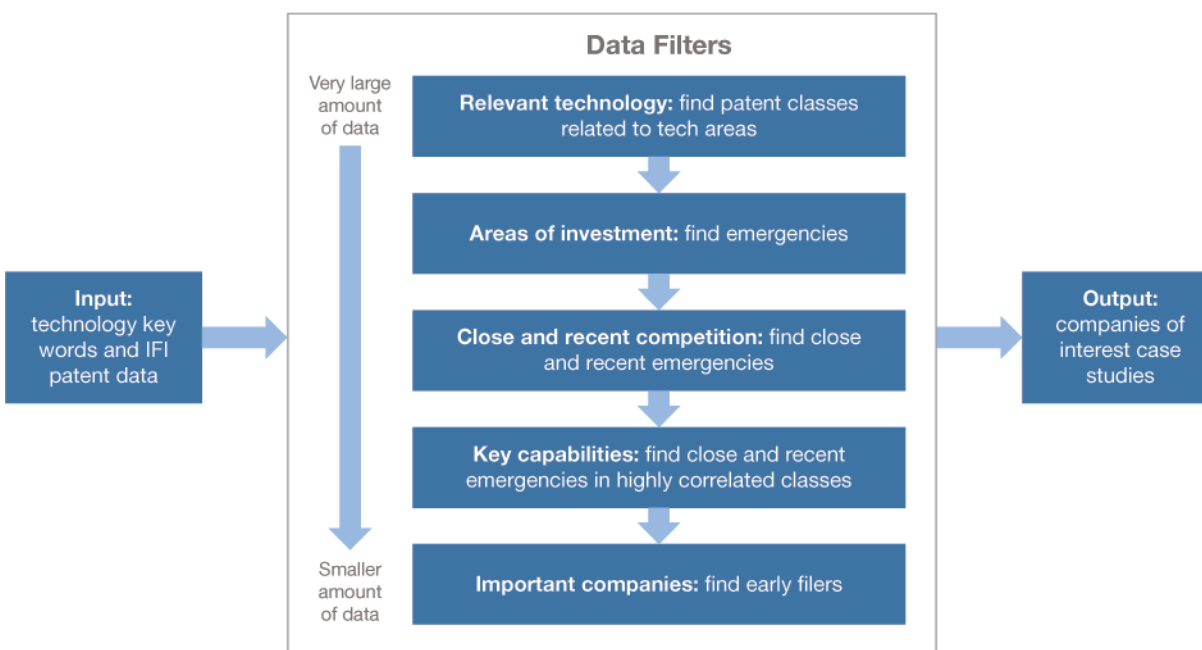 Data Filters
Very large
amount
of data
Relevant technology: find patent classes
related to tech areas
Areas of investment: find emergencies
Input:
technology key
words and IFI
patent data
Close and recent competition: find close
and recent emergencies
Output:
companies of
interest case
studies
Key capabilities: find close and recent
emergencies in highly correlated classes
Smaller
amount
of data
Important companies: find early filers